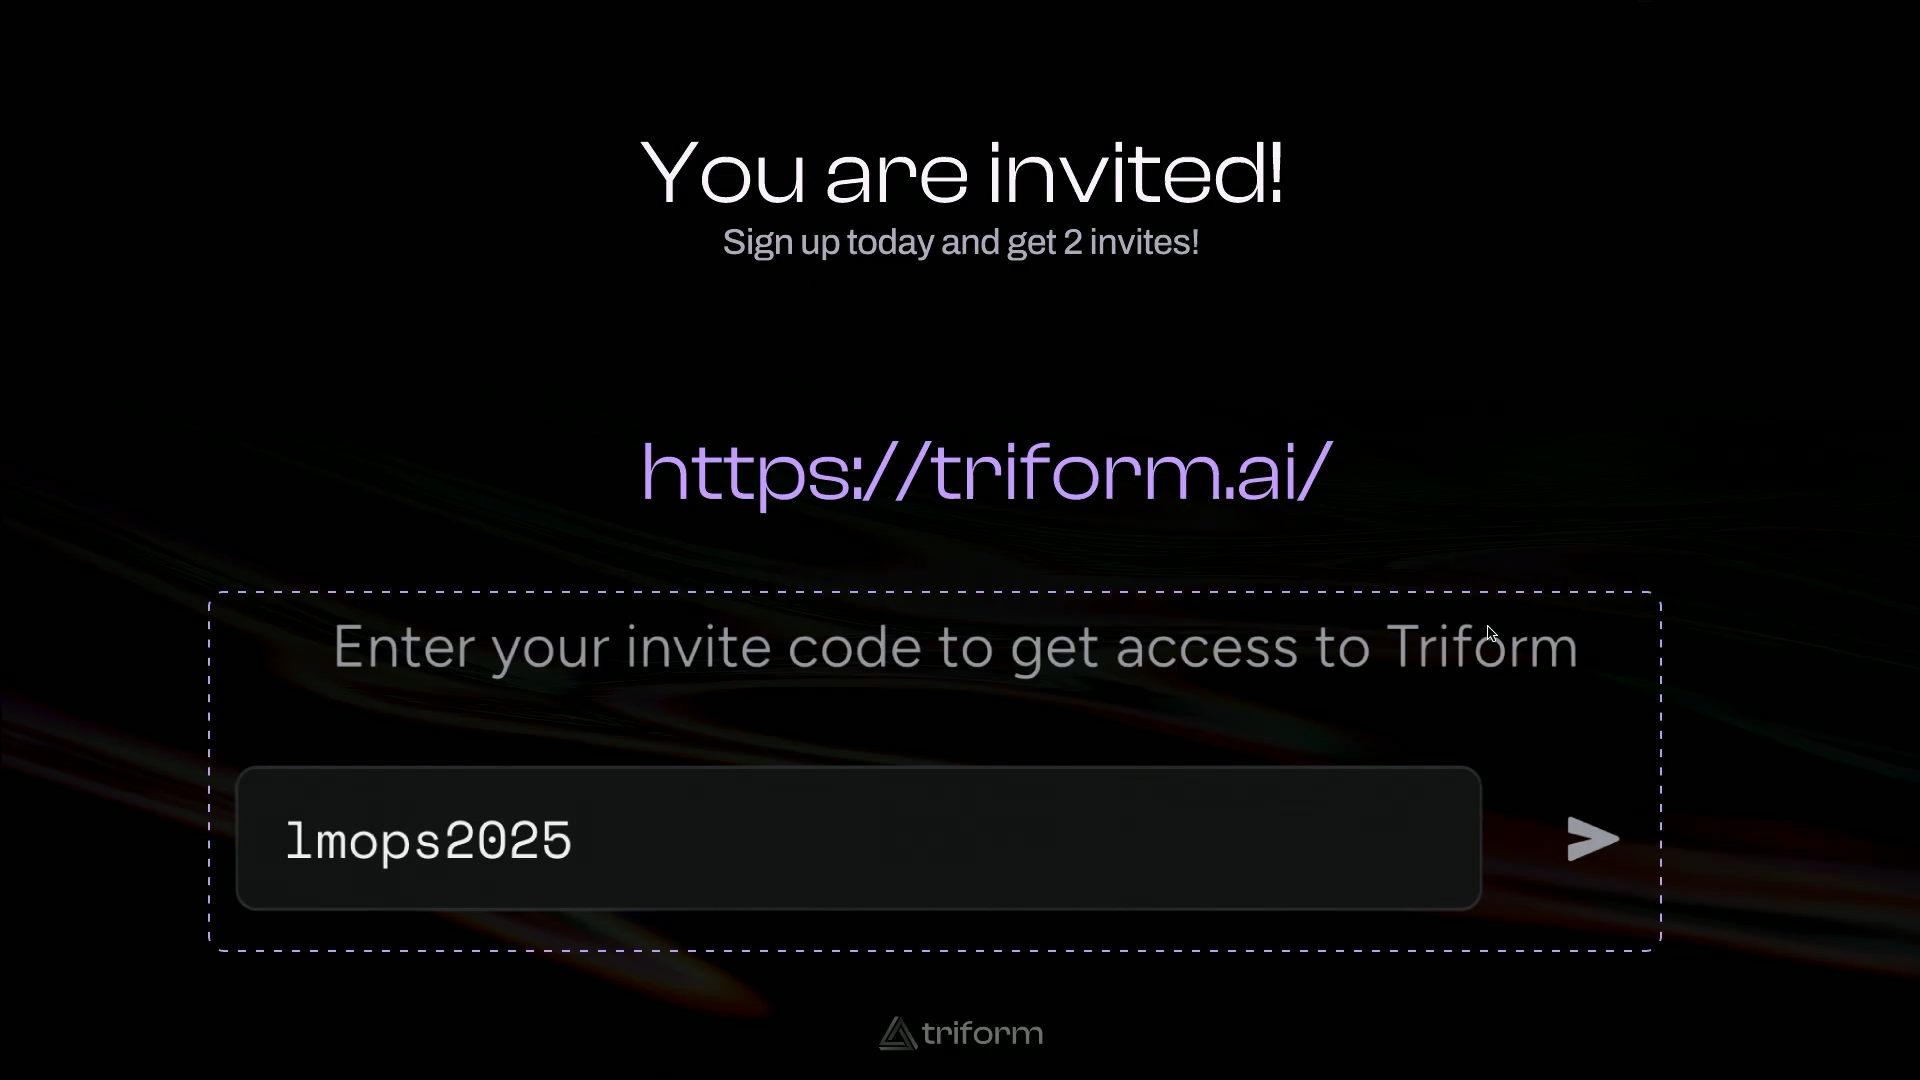 You are invited!
Sign up today and get 2 invites!
https://triform.ai/
Enter your invite code to get access to Triform
lmops2025
triform